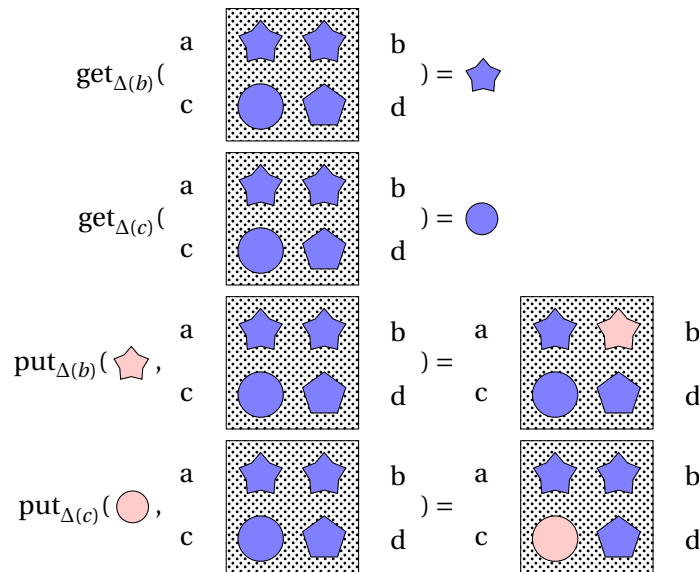 a b
get_{Δ(b)}( ) =
c d
a b
get_{Δ(c)}( ) =
c d
a b a b
put_{Δ(b)}( , ) =
c d c d
a b a b
put_{Δ(c)}( , ) =
c d c d